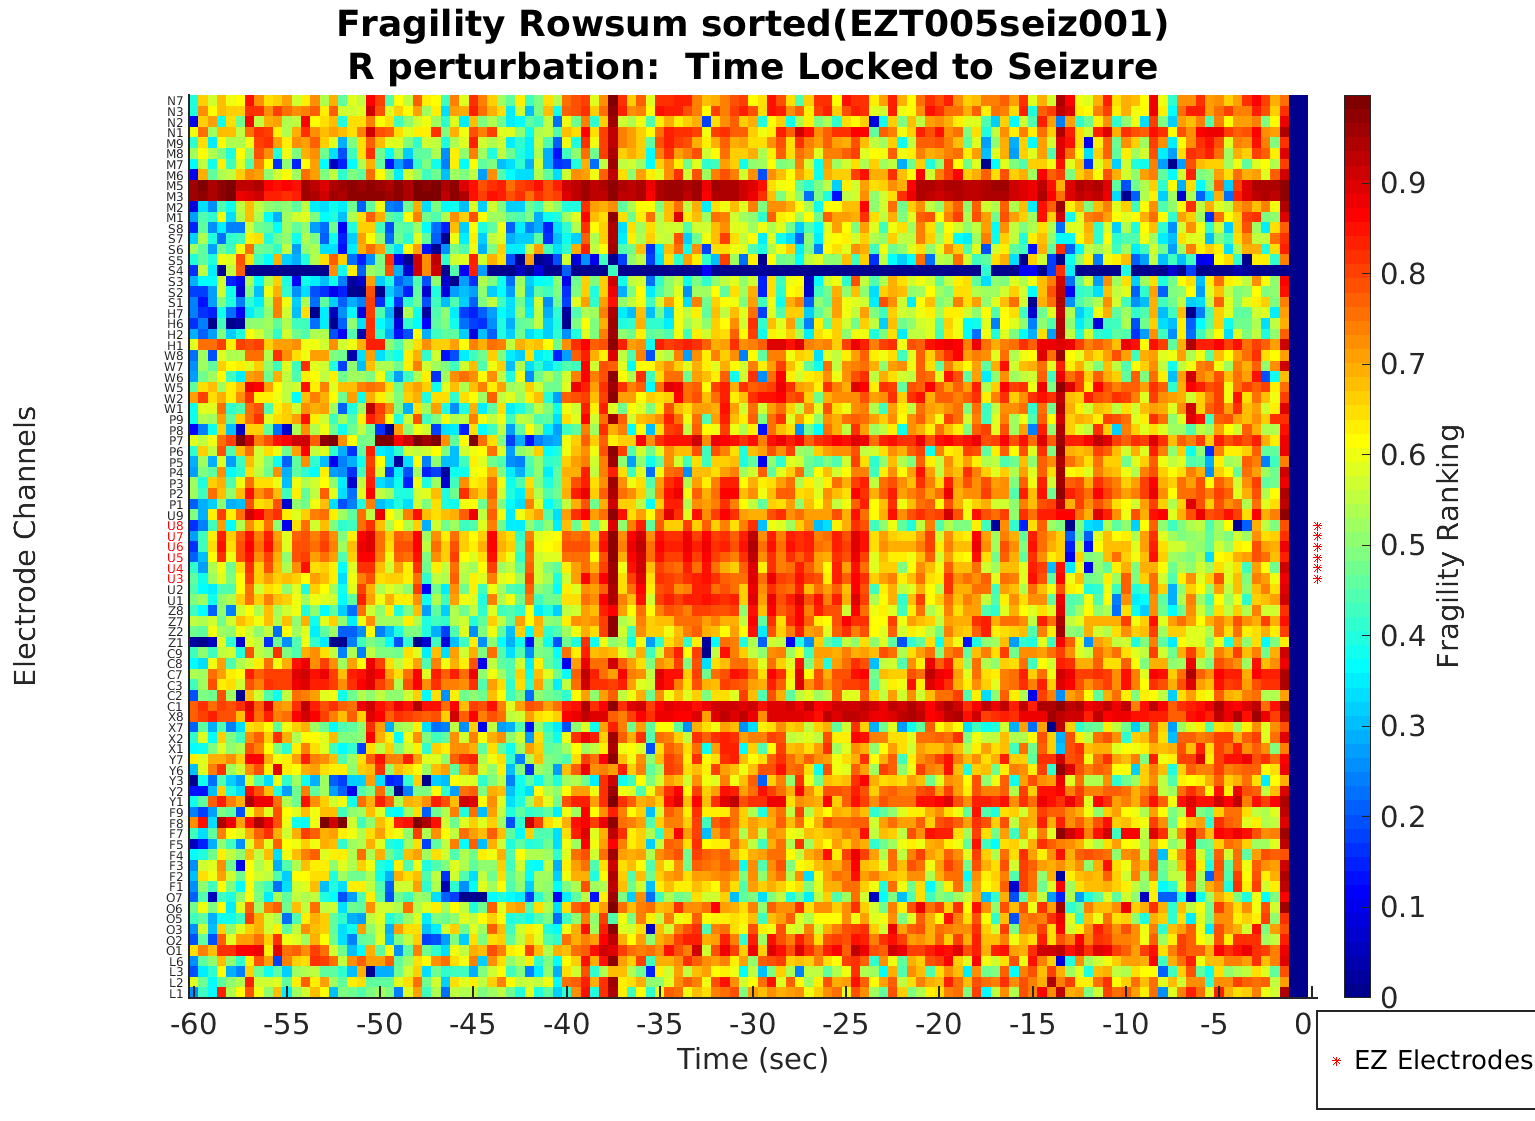 Fragility Rowsum sorted(EZT005seiz001)
R perturbation:  Time Locked to Seizure
Electrode Channels
N7
N3
N2
N1
M9
M8
M7
M6
M5
M3
M2
M1
S8
S7
S6
S5
S4
S3
S2
S1
H7
H6
H2
H1
W8
W7
W6
W5
W2
W1
P9
P8
P7
P6
P5
P4
P3
P2
P1
U9
U8
U7
U6
U5
U4
U3
U2
U1
Z8
Z7
Z2
Z1
C9
C8
C7
C3
C2
C1
X8
X7
X2
X1
Y7
Y6
Y3
Y2
Y1
F9
F8
F7
F5
F4
F3
F2
F1
O7
O6
O5
O3
O2
O1
L6
L3
L2
L1
-60 -55 -50 -45 -40 -35 -30 -25 -20 -15 -10 -5 0
Time (sec)
0.9
0.8
0.7
0.6
0.5
0.4
0.3
0.2
0.1
0
Fragility Ranking
EZ Electrodes